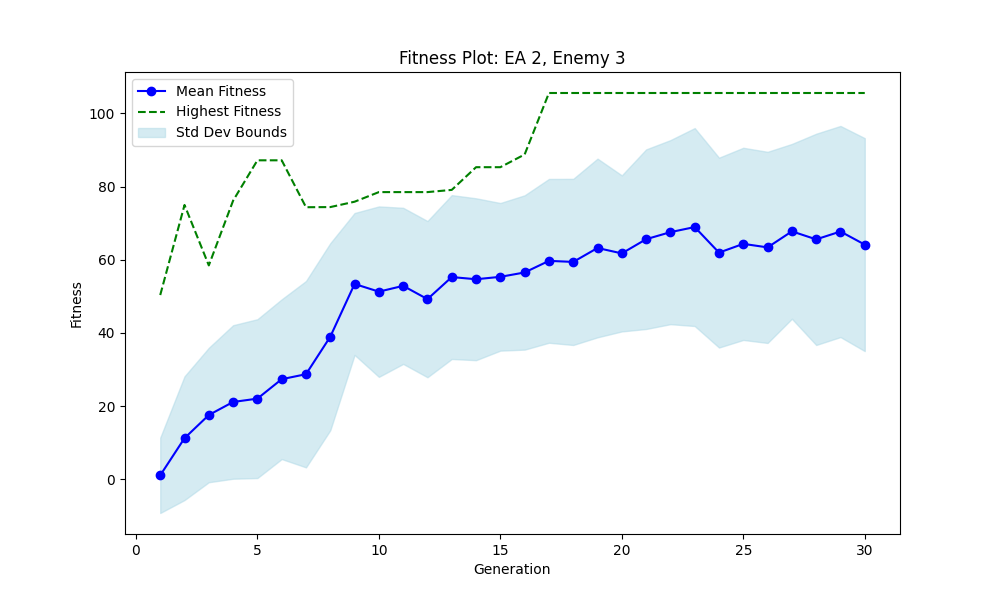 Fitness Plot: EA 2, Enemy 3
Mean Fitness
Highest Fitness
Std Dev Bounds
Fitness
100
80
60
40
20
0
0 5 10 15 20 25 30
Generation